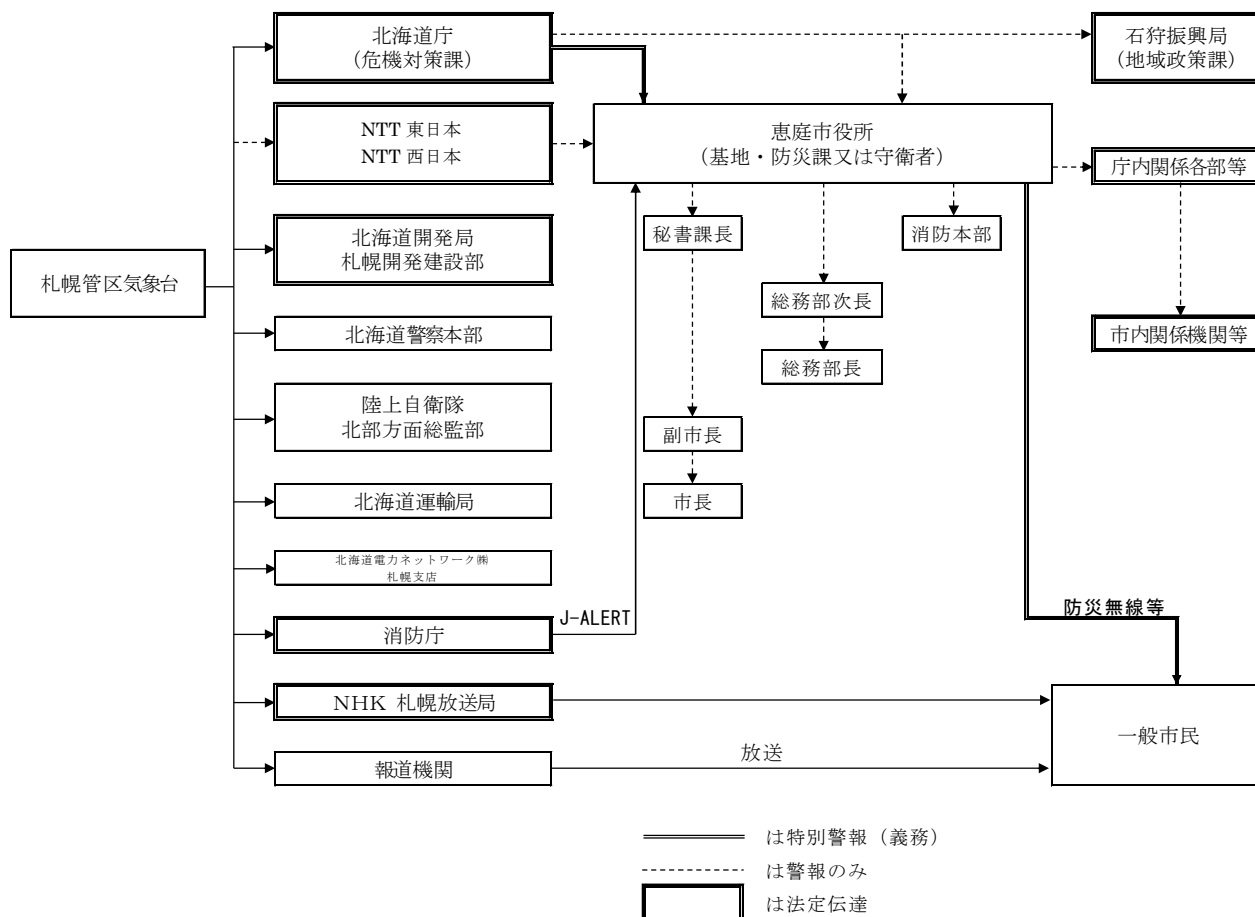 北海道庁
（危機対策課）
石狩振興局
（地域政策課）
NTT 東日本
NTT 西日本
恵庭市役所
（基地・防災課又は守衛者）
庁内関係各部等
北海道開発局
札幌開発建設部
秘書課長
消防本部
札幌管区気象台
総務部次長
北海道警察本部
市内関係機関等
総務部長
陸上自衛隊
北部方面総監部
副市長
北海道運輸局
市長
北海道電力ネットワーク㈱
札幌支店
消防庁
J-ALERT
防災無線等
NHK 札幌放送局
一般市民
報道機関
放送
は特別警報（義務）
は警報のみ
は法定伝達